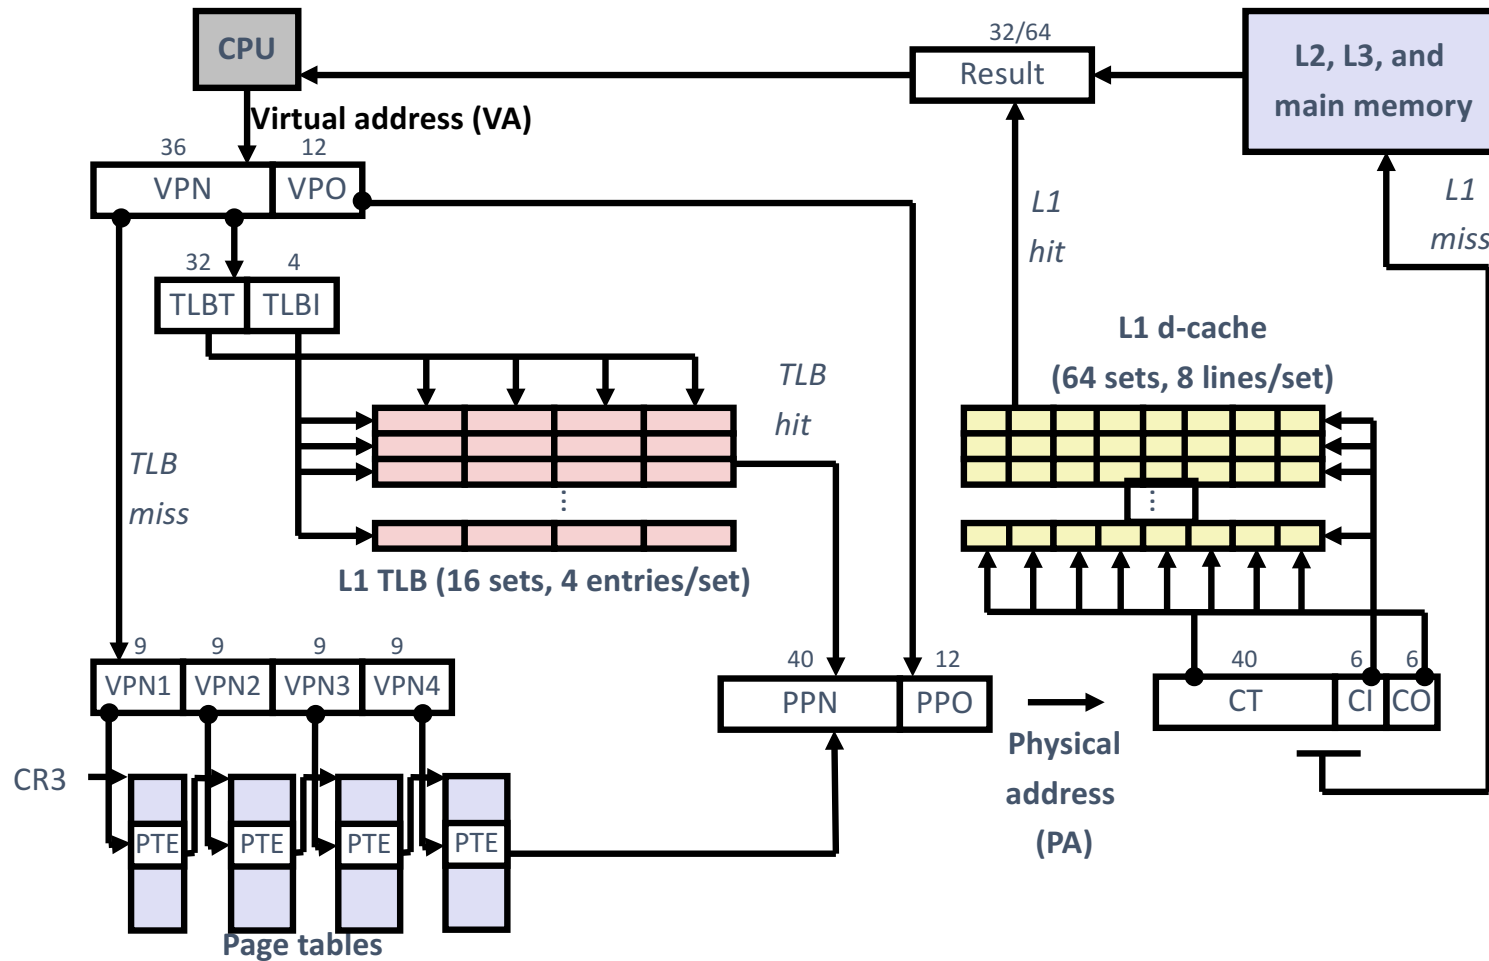 CPU
32/64
Result
L2, L3, and
main memory
Virtual address (VA)
36 12
VPN VPO
32 4
TLBT TLBI
L1
hit
L1
miss
TLB
hit
L1 d-cache
(64 sets, 8 lines/set)
TLB
miss
...
...
L1 TLB (16 sets, 4 entries/set)
9 9 9 9
VPN1 VPN2 VPN3 VPN4
40 12
PPN PPO
40 6 6
CT CI CO
Physical
address
(PA)
CR3
PTE PTE PTE PTE
Page tables